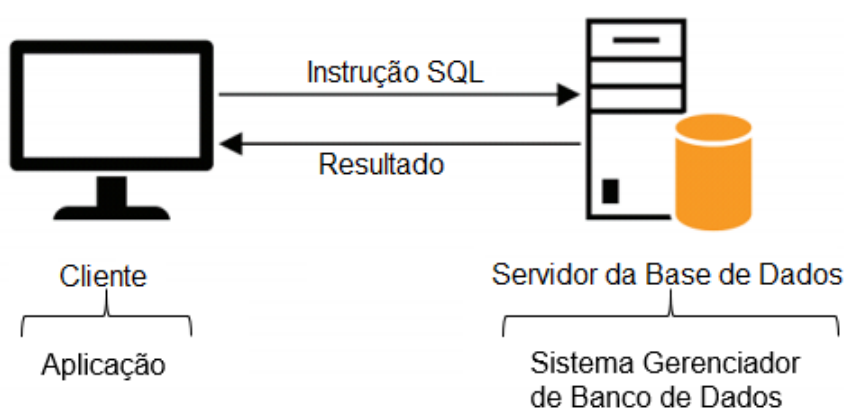 Instrução SQL
Resultado
Cliente
Servidor da Base de Dados
Aplicação
Sistema Gerenciador
de Banco de Dados